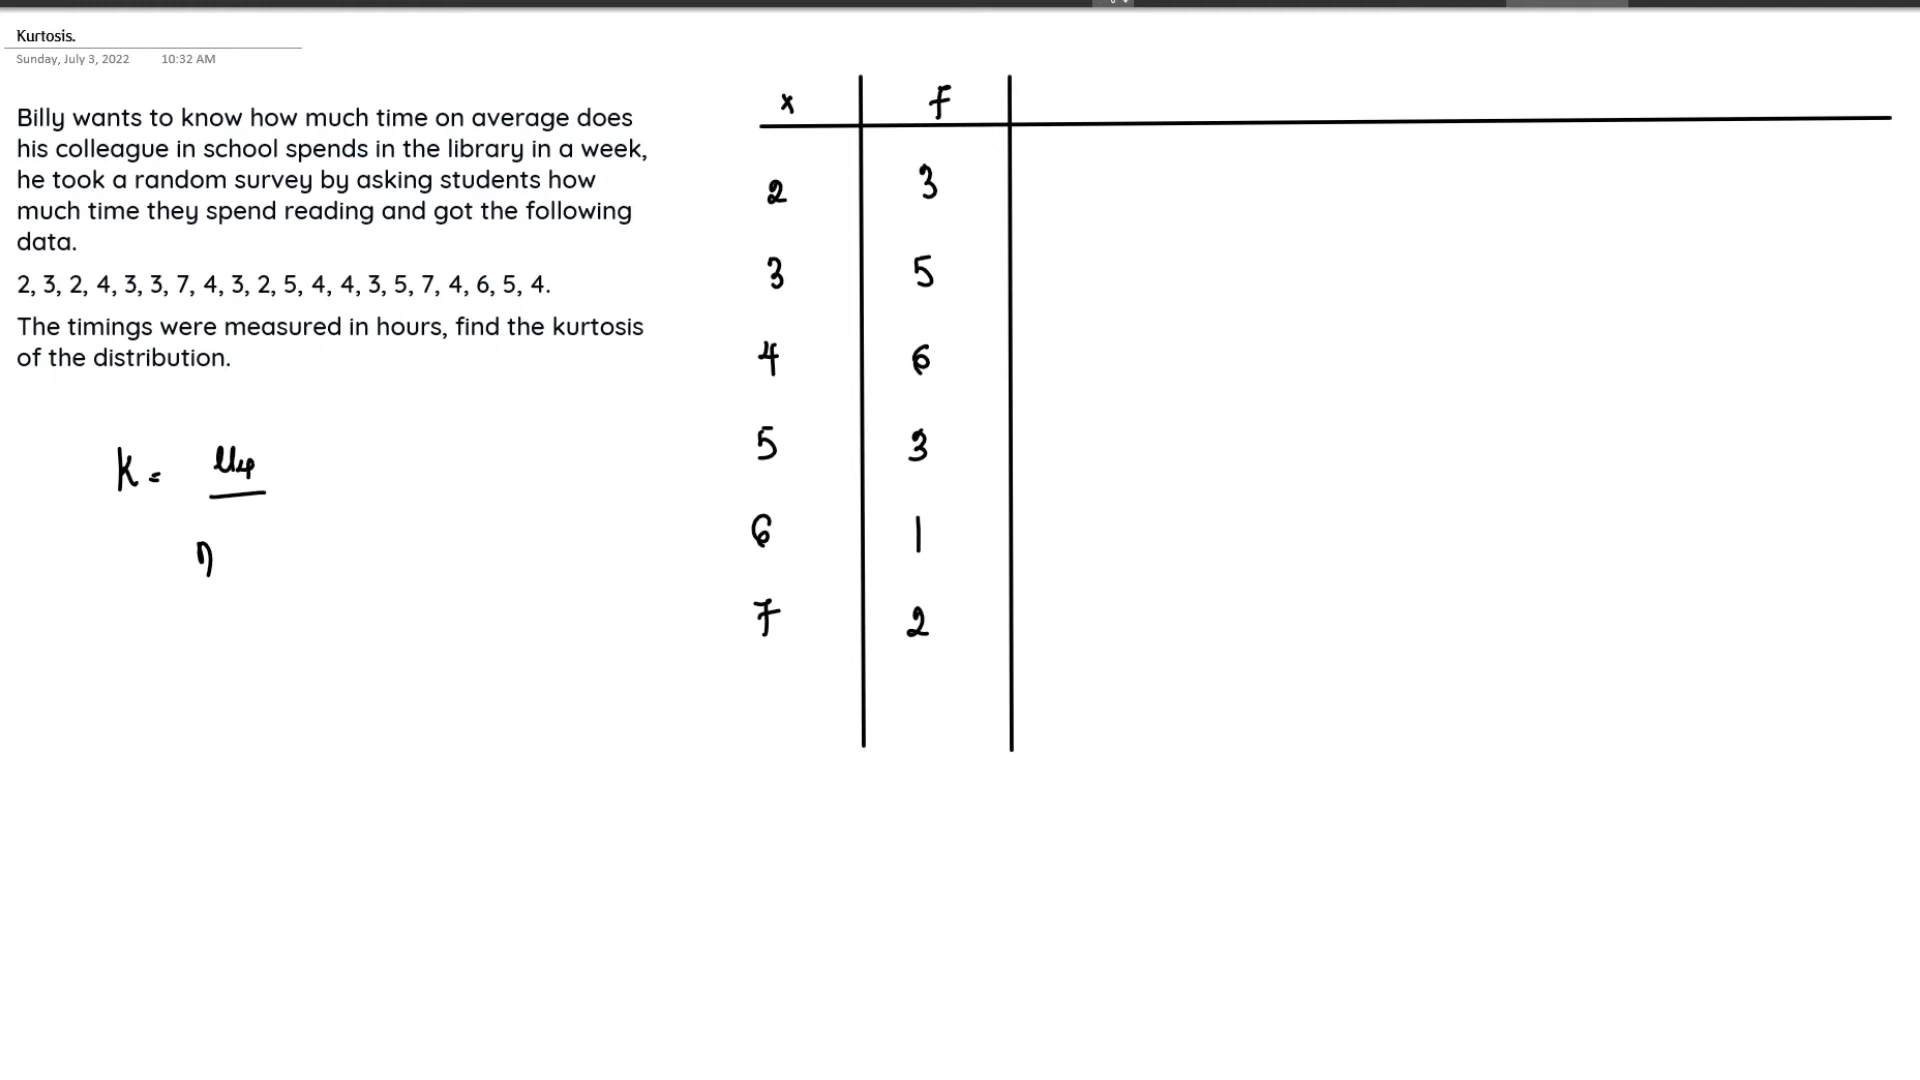 Kurtosis.
Sunday, July 3, 2022 10:32 AM
Billy wants to know how much time on average does
his colleague in school spends in the library in a week,
he took a random survey by asking students how
much time they spend reading and got the following
data.
2, 3, 2, 4, 3, 3, 7, 4, 3, 2, 5, 4, 4, 3, 5, 7, 4, 6, 5, 4.
The timings were measured in hours, find the kurtosis
of the distribution.
K = μ4
x f
2 3
3 5
4 6
5 3
6 1
7 2